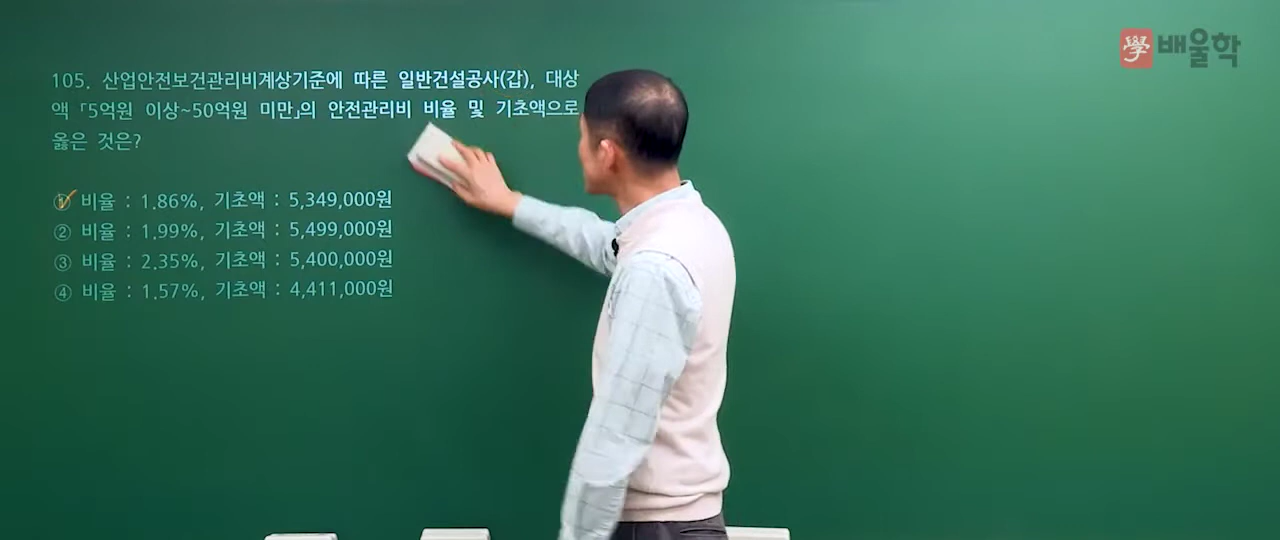 學배울학
105. 산업안전보건관리비계상기준에 따른 일반건설공사(갑), 대상
액 「5억원 이상~50억원 미만」의 안전관리비 비율 및 기초액으로
옳은 것은?
① 비율 : 1.86%, 기초액 : 5,349,000원
② 비율 : 1.99%, 기초액 : 5,499,000원
③ 비율 : 2.35%, 기초액 : 5,400,000원
④ 비율 : 1.57%, 기초액 : 4,411,000원